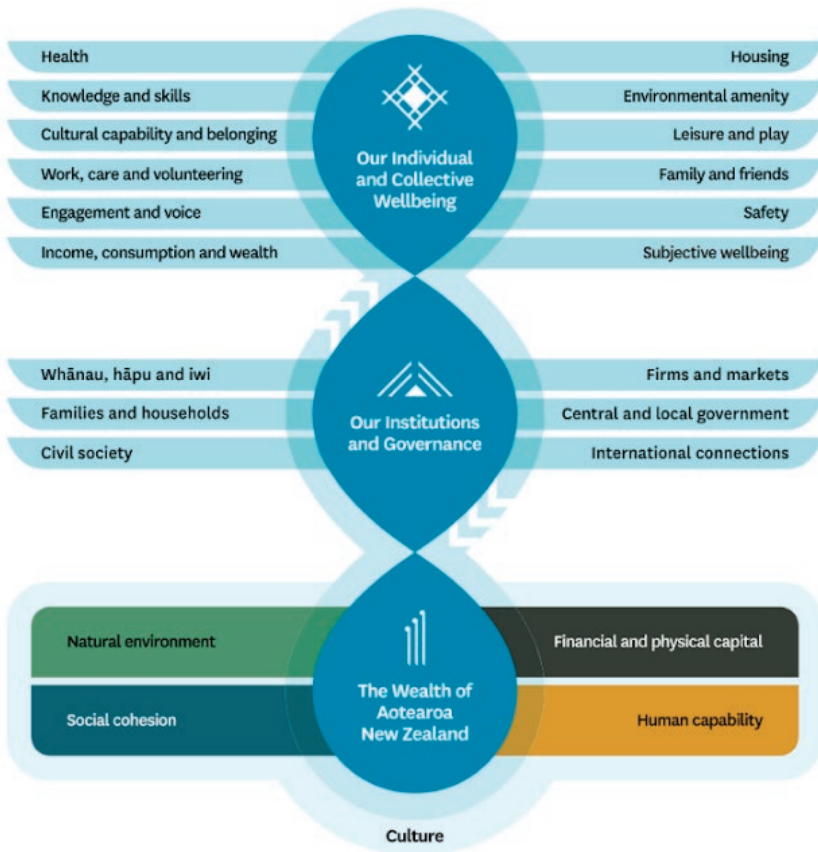 Health
Housing
Knowledge and skills
Environmental amenity
Cultural capability and belonging
Leisure and play
Our Individual
and Collective
Wellbeing
Work, care and volunteering
Family and friends
Engagement and voice
Safety
Income, consumption and wealth
Subjective wellbeing
Whānau, hāpu and iwi
Firms and markets
Families and households
Central and local government
Our Institutions
and Governance
Civil society
International connections
Natural environment
Financial and physical capital
The Wealth of
Aotearoa
New Zealand
Social cohesion
Human capability
Culture